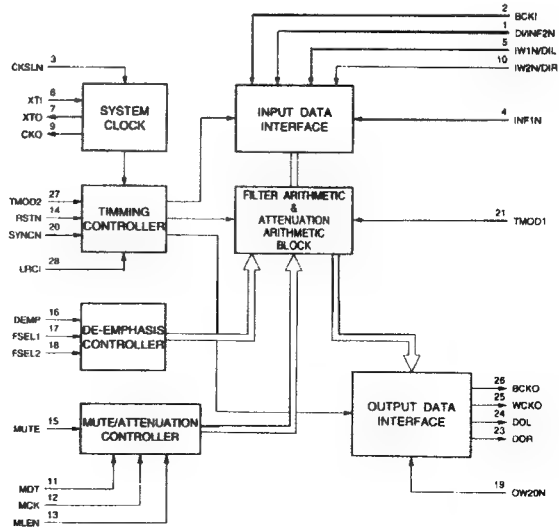 2 BCKI
1 DI/INF2N
5 IW1N/DIL
10 IW2N/DIR
3 CKSLN
6 XTI
7 XTO
9 CKO
SYSTEM
CLOCK
INPUT DATA
INTERFACE
4 INF1N
27 TMOD2
14 RSTN
20 SYNCN
28 LRCI
TIMMING
CONTROLLER
FILTER ARITHMETIC
&
ATTENUATION
ARITHMETIC
BLOCK
21 TMOD1
16 DEMP
17 FSEL1
18 FSEL2
DE-EMPHASIS
CONTROLLER
15 MUTE
MUTE/ATTENUATION
CONTROLLER
11 MDT
12 MCK
13 MLEN
OUTPUT DATA
INTERFACE
26 BCKO
25 WCKO
24 DOL
23 DOR
19 OW20N